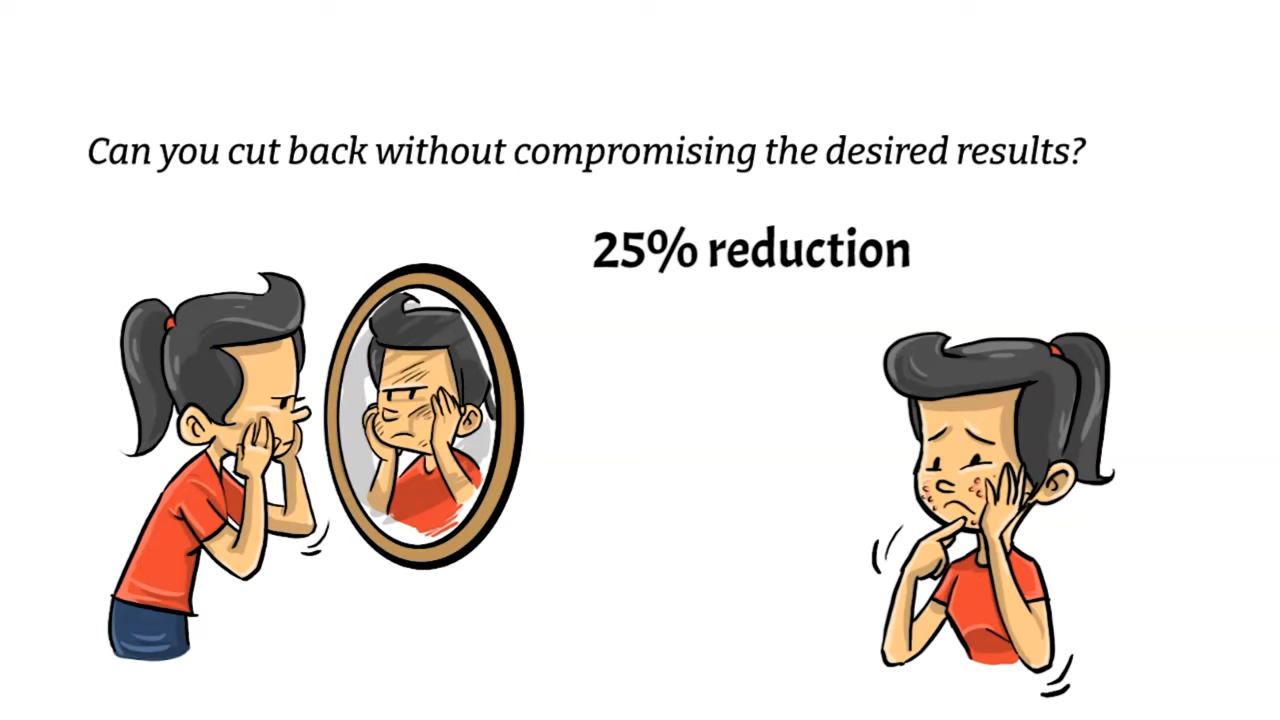 Can you cut back without compromising the desired results?
25% reduction